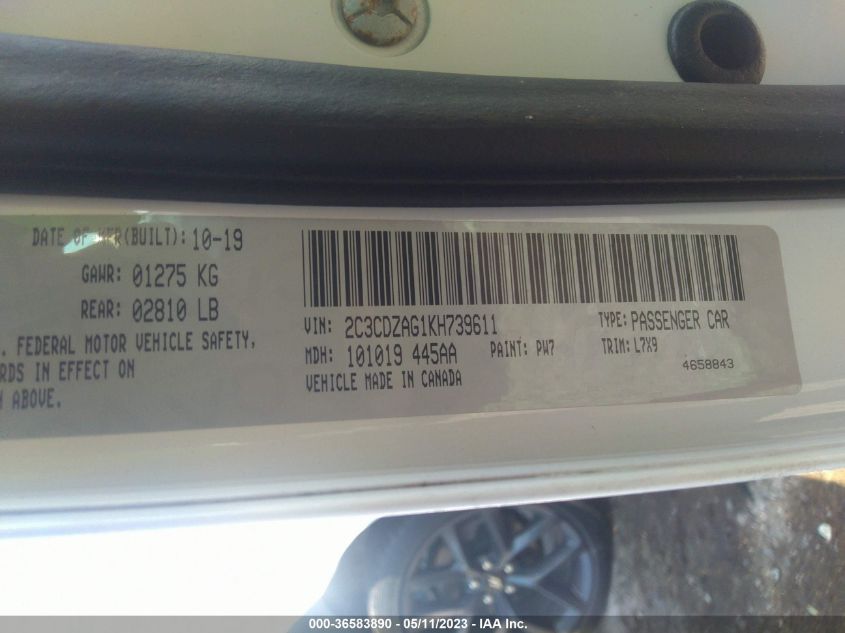 DATE OF MFR(BUILT): 10-19
GAWR: 01275 KG
REAR: 02810 LB
. FEDERAL MOTOR VEHICLE SAFETY,
RDS IN EFFECT ON
ABOVE.
VIN: 2C3CDZAG1KH739611 TYPE: PASSENGER CAR
MDH: 101019 445AA PAINT: PW7 TRIM: L7X9
VEHICLE MADE IN CANADA 4658843
000-36583890 - 05/11/2023 - IAA Inc.